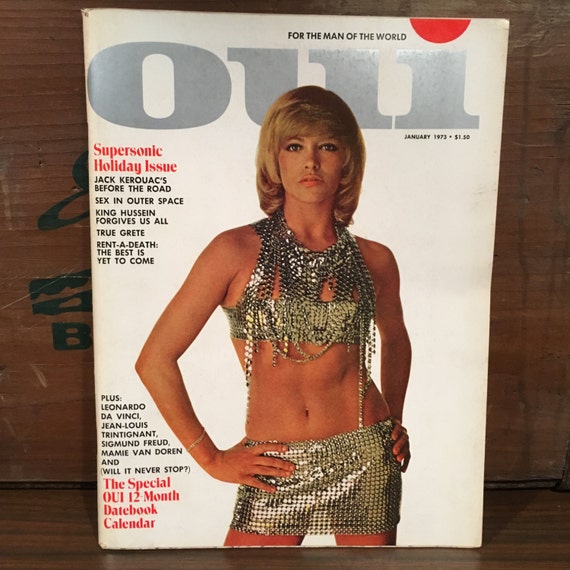 FOR THE MAN OF THE WORLD
oui
JANUARY 1973 • $1.50
Supersonic
Holiday Issue
JACK KEROUAC'S
BEFORE THE ROAD
SEX IN OUTER SPACE
KING HUSSEIN
FORGIVES US ALL
TRUE GRETE
RENT-A-DEATH:
THE BEST IS
YET TO COME
PLUS:
LEONARDO
DA VINCI,
JEAN-LOUIS
TRINTIGNANT,
SIGMUND FREUD,
MAMIE VAN DOREN
AND
(WILL IT NEVER STOP?)
The Special
OUI 12-Month
Datebook
Calendar